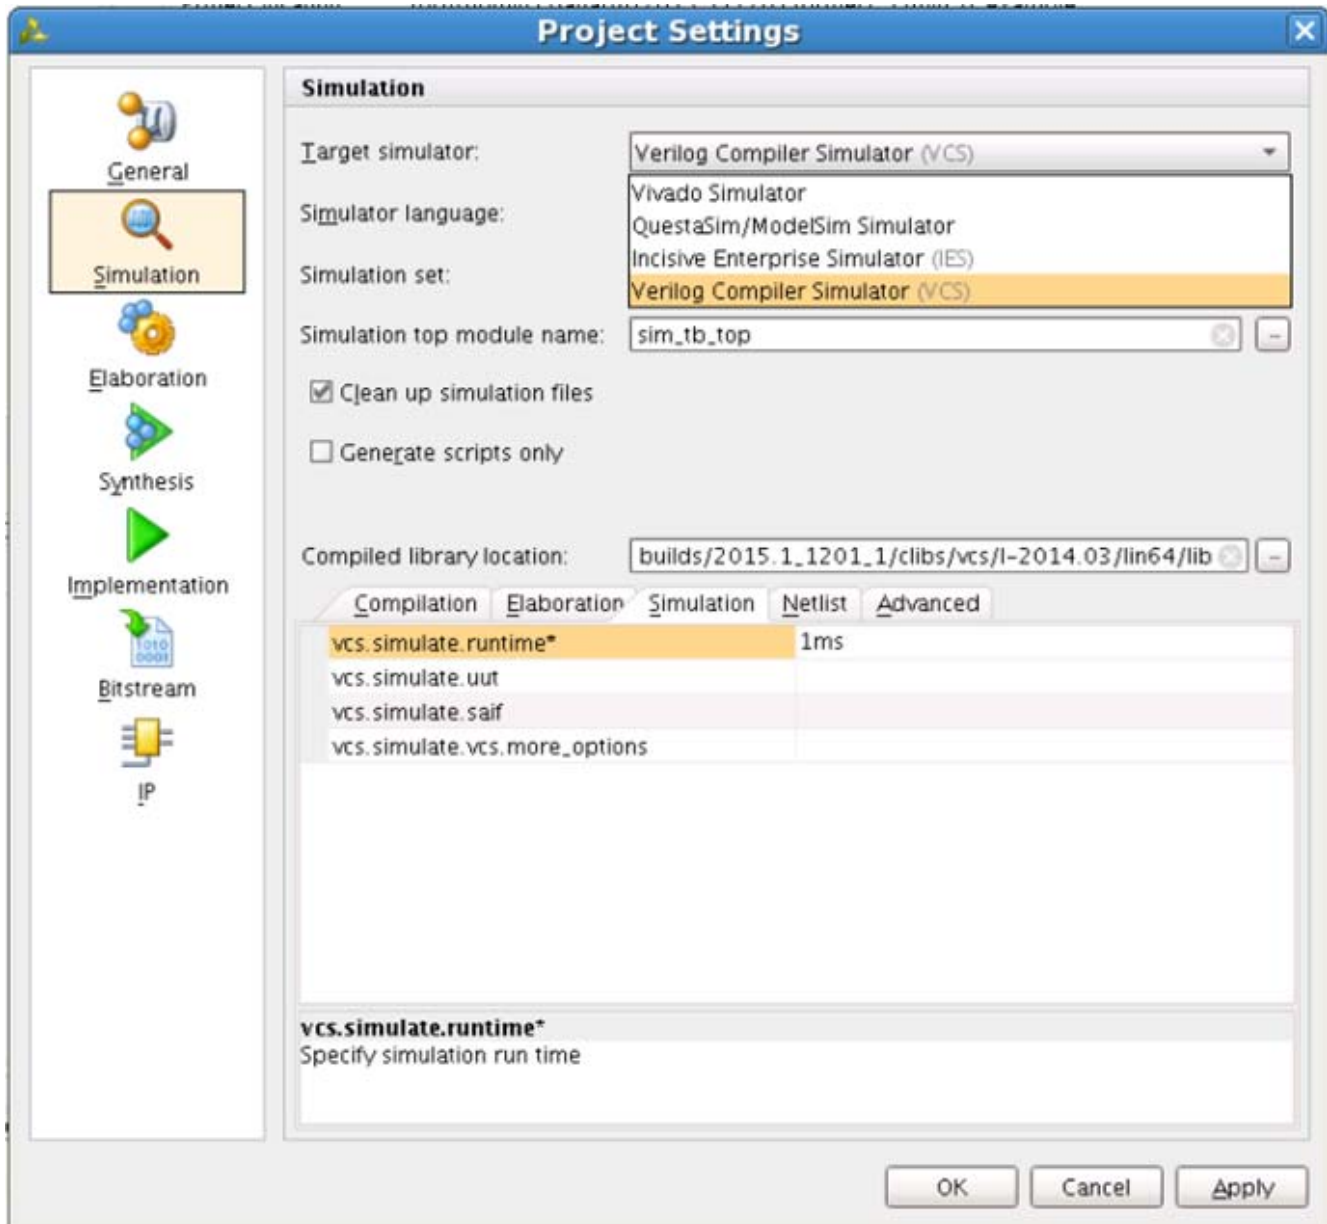 Project Settings
General
Simulation
Elaboration
Synthesis
Implementation
Bitstream
IP
Simulation
Target simulator: Verilog Compiler Simulator (VCS)
Vivado Simulator
Simulator language:
QuestaSim/ModelSim Simulator
Incisive Enterprise Simulator (IES)
Simulation set:
Verilog Compiler Simulator (VCS)
Simulation top module name: sim_tb_top
Clean up simulation files
Generate scripts only
Compiled library location: builds/2015.1_1201_1/clibs/vcs/I-2014.03/lin64/lib
Compilation Elaboration Simulation Netlist Advanced
vcs.simulate.runtime* 1ms
vcs.simulate.uut
vcs.simulate.saif
vcs.simulate.vcs.more_options
vcs.simulate.runtime*
Specify simulation run time
OK Cancel Apply